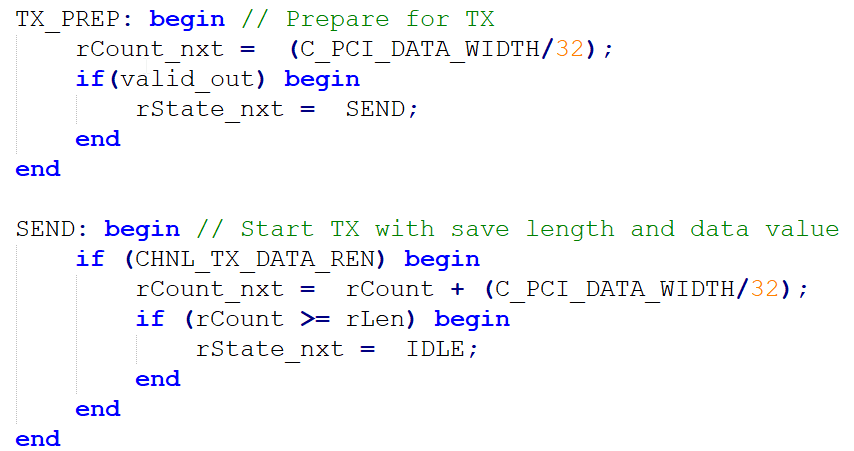 TX_PREP: begin // Prepare for TX
    rCount_nxt =  (C_PCI_DATA_WIDTH/32);
    if(valid_out) begin
        rState_nxt =  SEND;
    end
end

SEND: begin // Start TX with save length and data value
    if (CHNL_TX_DATA_REN) begin
        rCount_nxt =  rCount + (C_PCI_DATA_WIDTH/32);
        if (rCount >= rLen) begin
            rState_nxt =  IDLE;
        end
    end
end